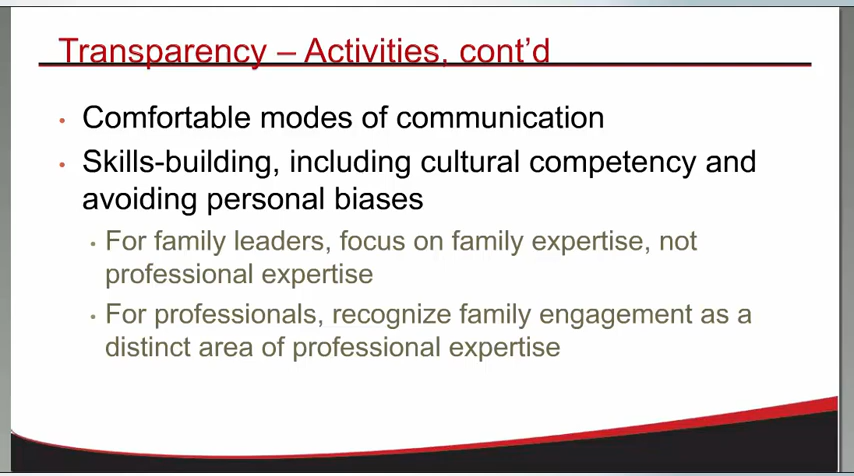 Transparency – Activities, cont’d
• Comfortable modes of communication
• Skills-building, including cultural competency and
avoiding personal biases
• For family leaders, focus on family expertise, not
professional expertise
• For professionals, recognize family engagement as a
distinct area of professional expertise